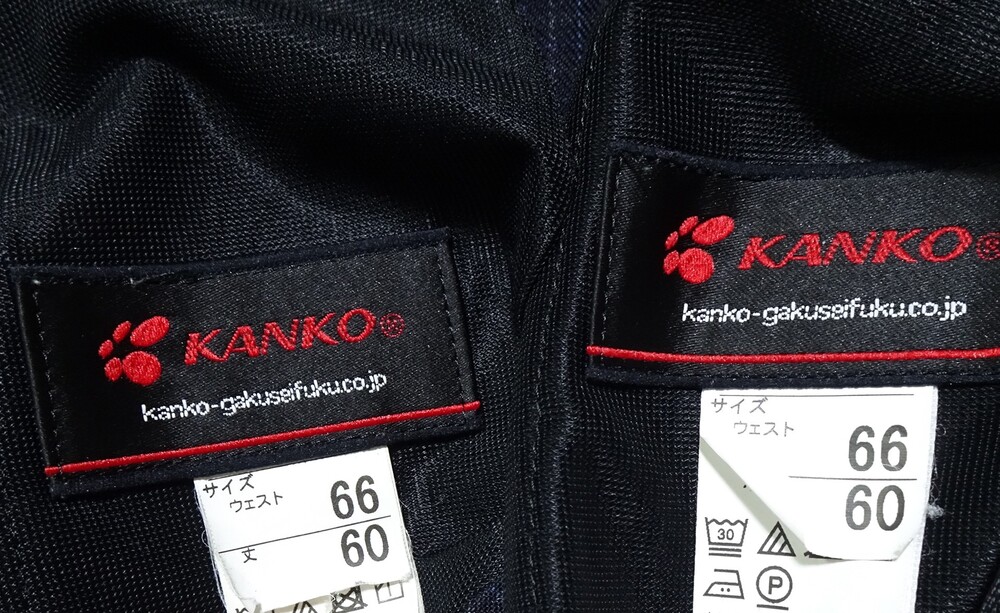 KANKO®
kanko-gakuseifuku.co.jp
サイズ
ウェスト 66
丈 60
KANKO®
kanko-gakuseifuku.co.jp
サイズ
ウェスト 66
60
30
P